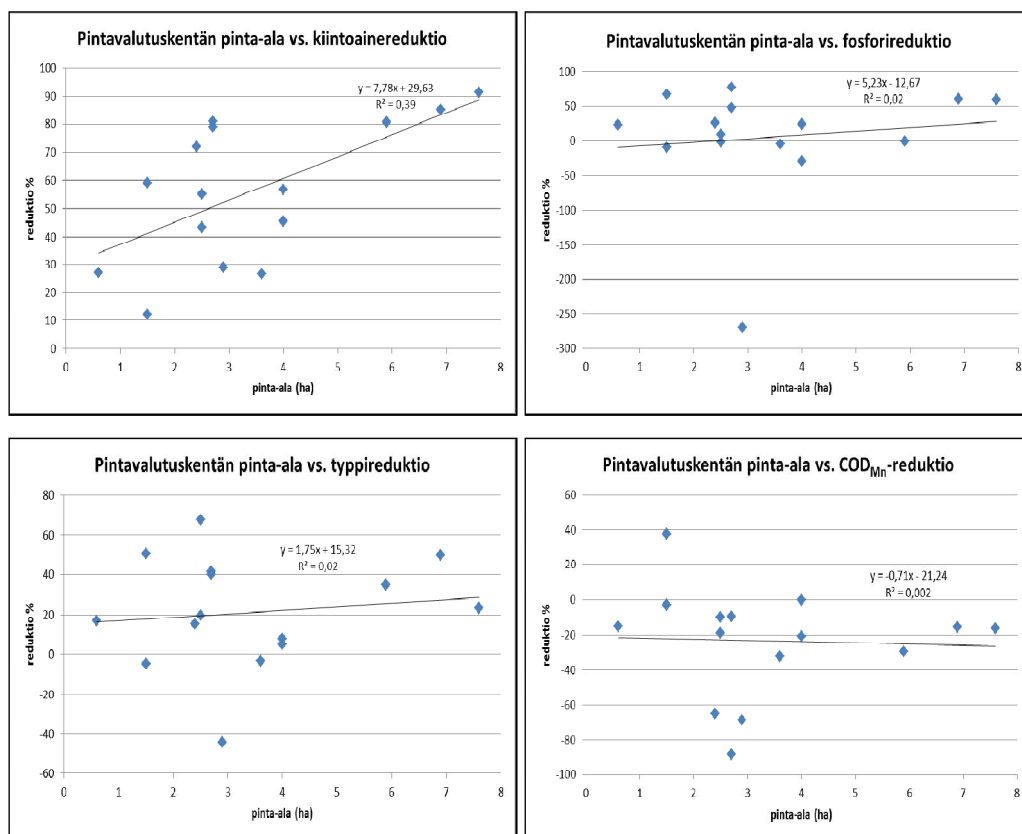 Pintavalutuskentän pinta-ala vs. kiintoainereduktio
y = 7,78x + 29,63
R² = 0,39
reduktio %
100
90
80
70
60
50
40
30
20
10
0
0 1 2 3 4 5 6 7 8
pinta-ala (ha)
Pintavalutuskentän pinta-ala vs. fosforireduktio
y = 5,23x - 12,67
R² = 0,02
reduktio %
100
50
0
-50
-100
-150
-200
-250
-300
0 1 2 3 4 5 6 7 8
pinta-ala (ha)
Pintavalutuskentän pinta-ala vs. typpireduktio
y = 1,75x + 15,32
R² = 0,02
reduktio %
80
60
40
20
0
-20
-40
-60
0 1 2 3 4 5 6 7 8
pinta-ala (ha)
Pintavalutuskentän pinta-ala vs. COD_Mn-reduktio
y = -0,71x - 21,24
R² = 0,002
reduktio %
60
40
20
0
-20
-40
-60
-80
-100
0 1 2 3 4 5 6 7 8
pinta-ala (ha)